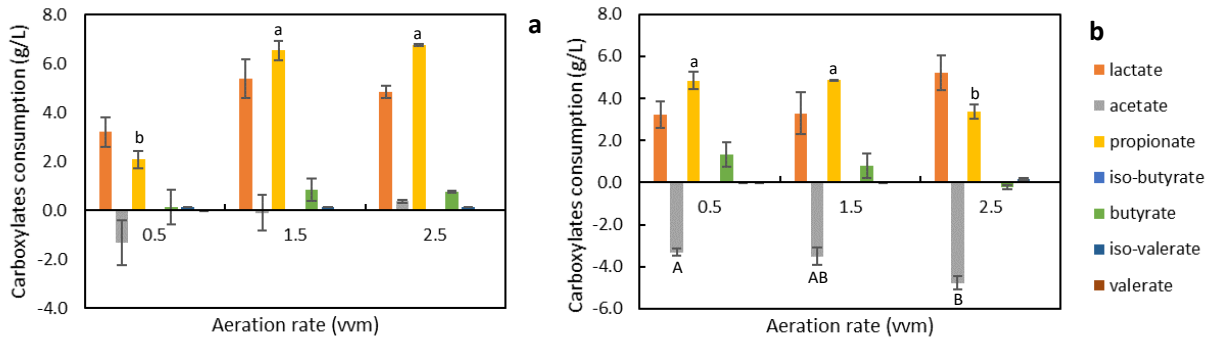 a
Carboxylates consumption (g/L)
8.0
6.0
4.0
2.0
0.0
-2.0
-4.0
b
a
a
0.5
1.5
2.5
Aeration rate (vvm)
b
Carboxylates consumption (g/L)
8.0
6.0
4.0
2.0
0.0
-2.0
-4.0
-6.0
a
a
b
0.5
1.5
2.5
A
AB
B
Aeration rate (vvm)
lactate
acetate
propionate
iso-butyrate
butyrate
iso-valerate
valerate